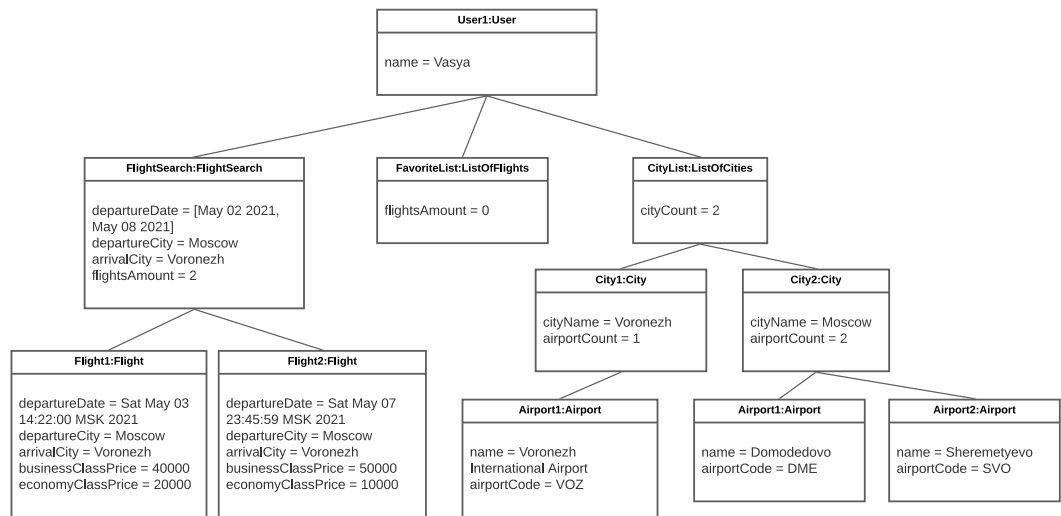 User1:User
name = Vasya
FlightSearch:FlightSearch
departureDate = [May 02 2021,
May 08 2021]
departureCity = Moscow
arrivalCity = Voronezh
flightsAmount = 2
FavoriteList:ListOfFlights
flightsAmount = 0
CityList:ListOfCities
cityCount = 2
City1:City
cityName = Voronezh
airportCount = 1
City2:City
cityName = Moscow
airportCount = 2
Flight1:Flight
departureDate = Sat May 03
14:22:00 MSK 2021
departureCity = Moscow
arrivalCity = Voronezh
businessClassPrice = 40000
economyClassPrice = 20000
Flight2:Flight
departureDate = Sat May 07
23:45:59 MSK 2021
departureCity = Moscow
arrivalCity = Voronezh
businessClassPrice = 50000
economyClassPrice = 10000
Airport1:Airport
name = Voronezh
International Airport
airportCode = VOZ
Airport1:Airport
name = Domodedovo
airportCode = DME
Airport2:Airport
name = Sheremetyevo
airportCode = SVO